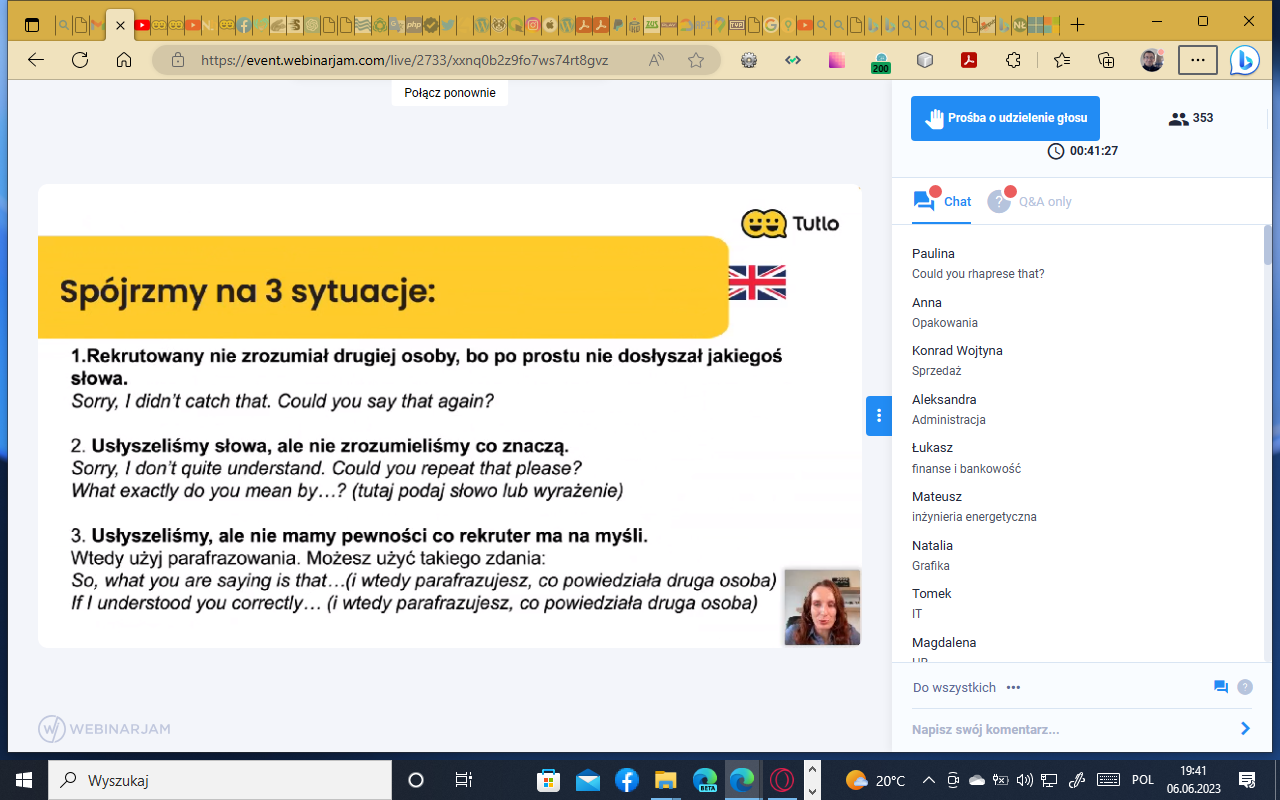 https://event.webinarjam.com/live/2733/xxnq0b2z9fo7ws74rt8gvz
200
Połącz ponownie
Tutlo
Spójrzmy na 3 sytuacje:
1.Rekrutowany nie zrozumiał drugiej osoby, bo po prostu nie dosłyszał jakiegoś
słowa.
Sorry, I didn't catch that. Could you say that again?
2. Usłyszeliśmy słowa, ale nie zrozumieliśmy co znaczą.
Sorry, I don't quite understand. Could you repeat that please?
What exactly do you mean by…? (tutaj podaj słowo lub wyrażenie)
3. Usłyszeliśmy, ale nie mamy pewności co rekruter ma na myśli.
Wtedy użyj parafrazowania. Możesz użyć takiego zdania:
So, what you are saying is that…(i wtedy parafrazujesz, co powiedziała druga osoba)
If I understood you correctly… (i wtedy parafrazujesz, co powiedziała druga osoba)
WEBINARJAM
Prośba o udzielenie głosu
353
00:41:27
Chat
Q&A only
Paulina
Could you rhaprese that?
Anna
Opakowania
Konrad Wojtyna
Sprzedaż
Aleksandra
Administracja
Łukasz
finanse i bankowość
Mateusz
inżynieria energetyczna
Natalia
Grafika
Tomek
IT
Magdalena
HR
Do wszystkich
Napisz swój komentarz...
Wyszukaj
BETA
20°C
POL
19:41
06.06.2023